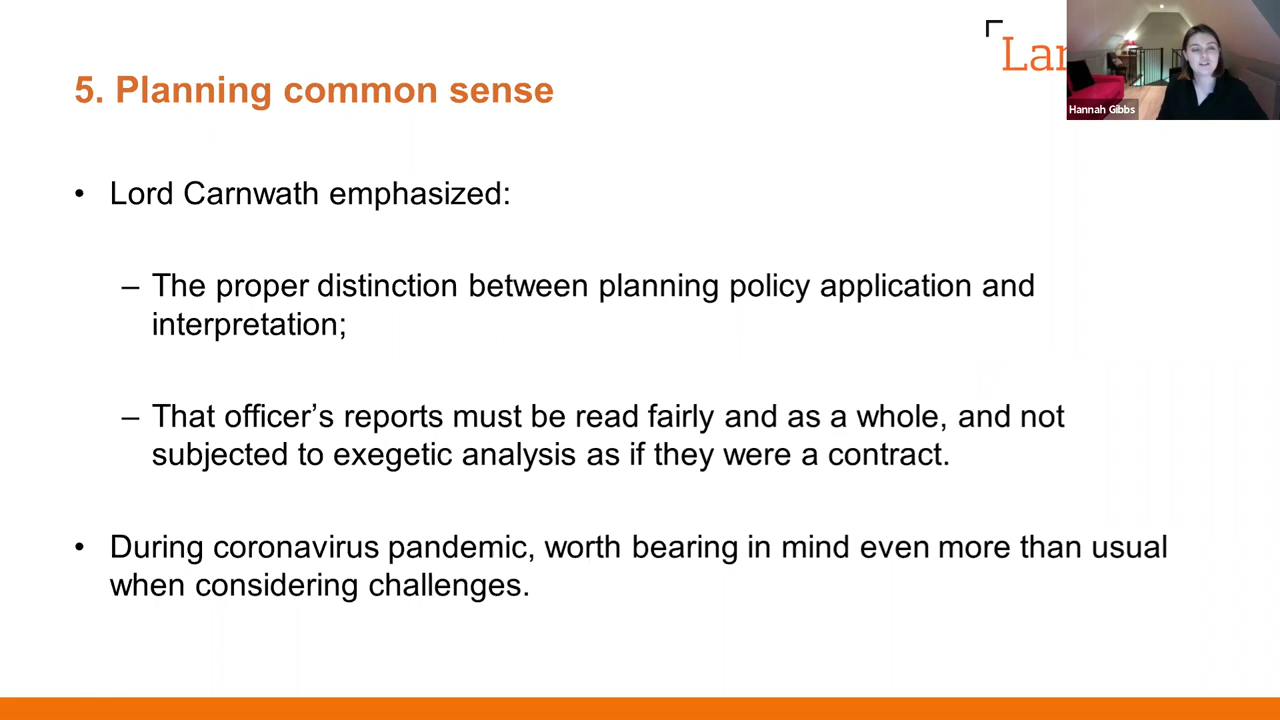 Lan
5. Planning common sense
Hannah Gibbs
• Lord Carnwath emphasized:
– The proper distinction between planning policy application and
interpretation;
– That officer’s reports must be read fairly and as a whole, and not
subjected to exegetic analysis as if they were a contract.
• During coronavirus pandemic, worth bearing in mind even more than usual
when considering challenges.